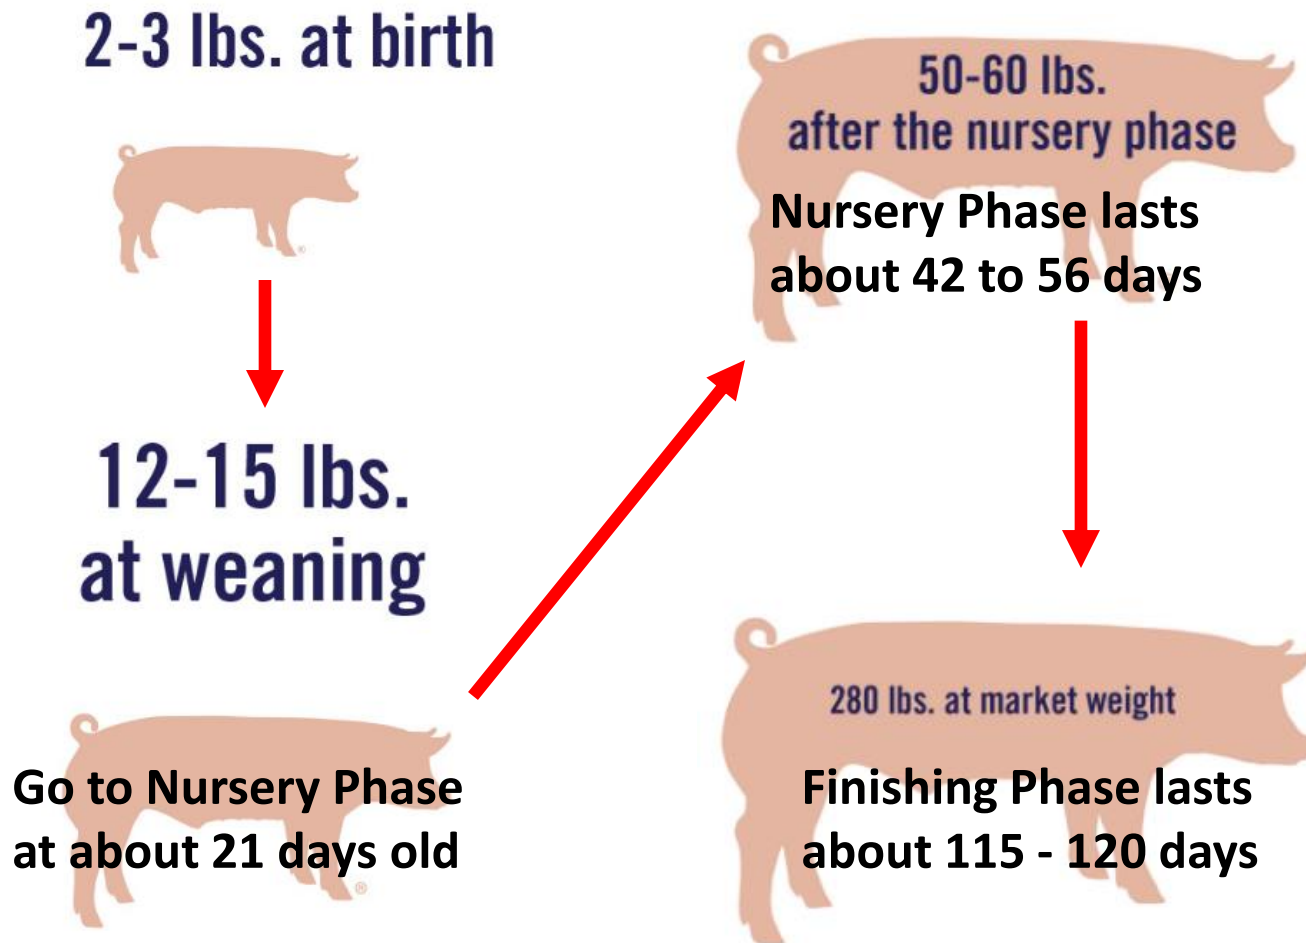 2-3 lbs. at birth
12-15 lbs.
at weaning
Go to Nursery Phase
at about 21 days old
®
50-60 lbs.
after the nursery phase
Nursery Phase lasts
about 42 to 56 days
280 lbs. at market weight
Finishing Phase lasts
about 115 - 120 days